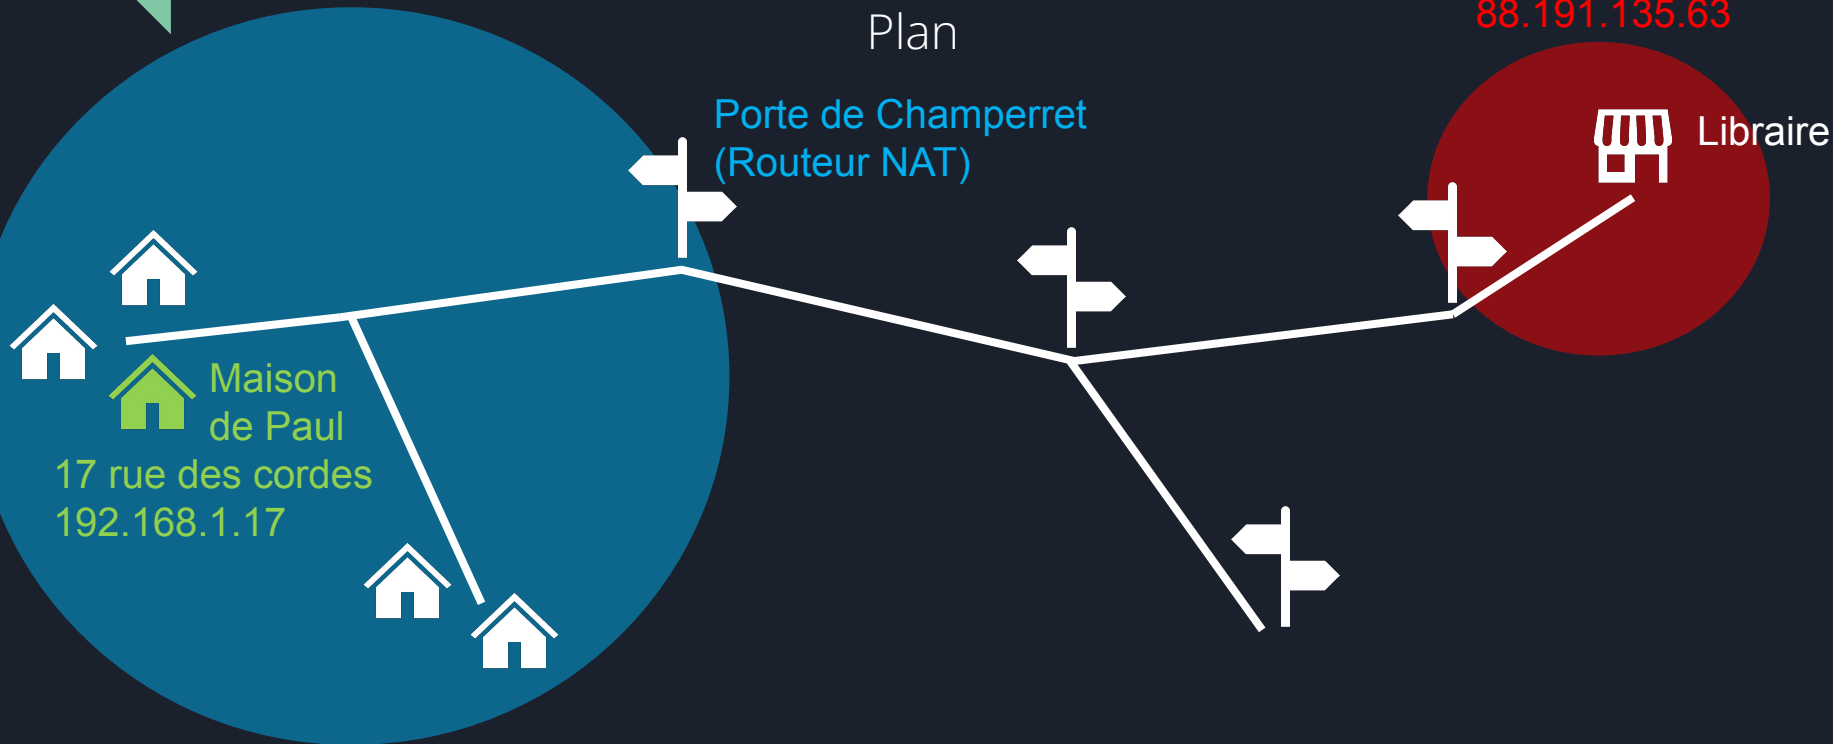 Plan
88.191.135.63
Porte de Champerret
(Routeur NAT)
Libraire
Maison
de Paul
17 rue des cordes
192.168.1.17